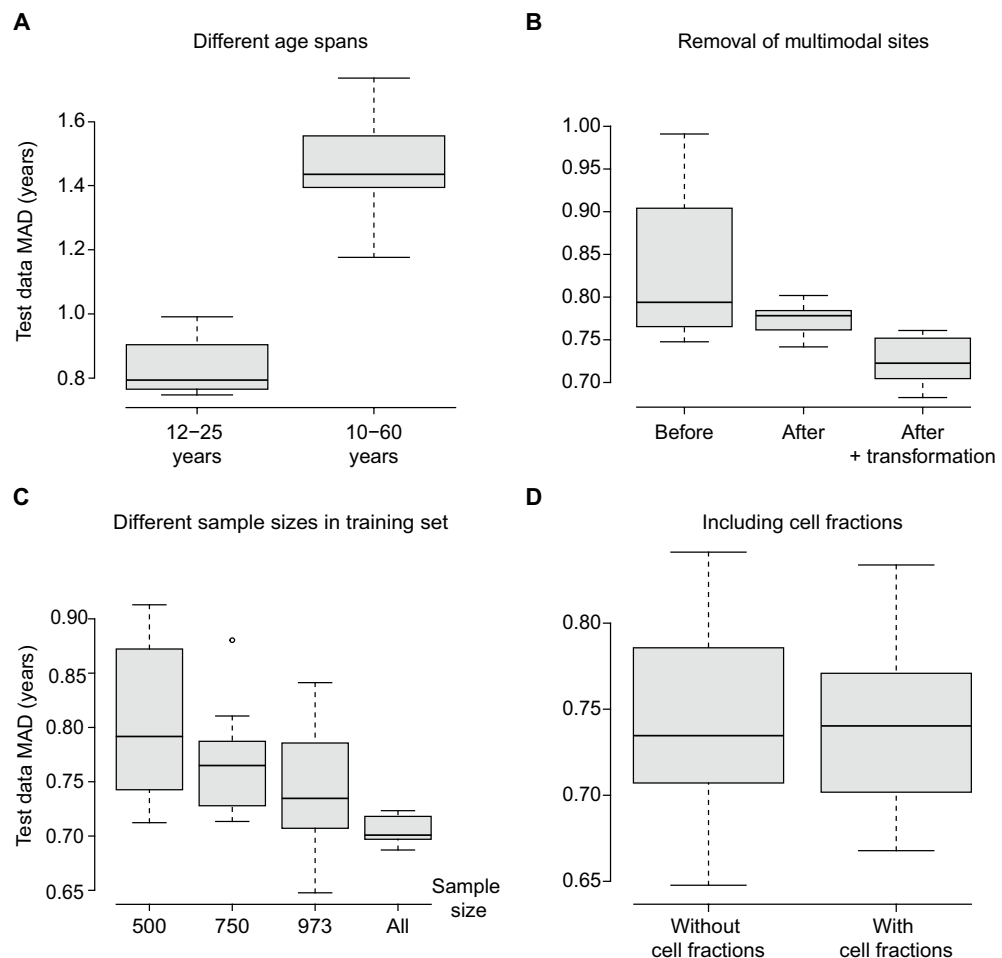 A
Different age spans
Test data MAD (years)
1.6
1.4
1.2
1.0
0.8
12−25
years
10−60
years
B
Removal of multimodal sites
1.00
0.95
0.90
0.85
0.80
0.75
0.70
Before
After
After
+ transformation
C
Different sample sizes in training set
Test data MAD (years)
0.90
0.85
0.80
0.75
0.70
0.65
500
750
973
All
Sample
size
D
Including cell fractions
0.80
0.75
0.70
0.65
Without
cell fractions
With
cell fractions